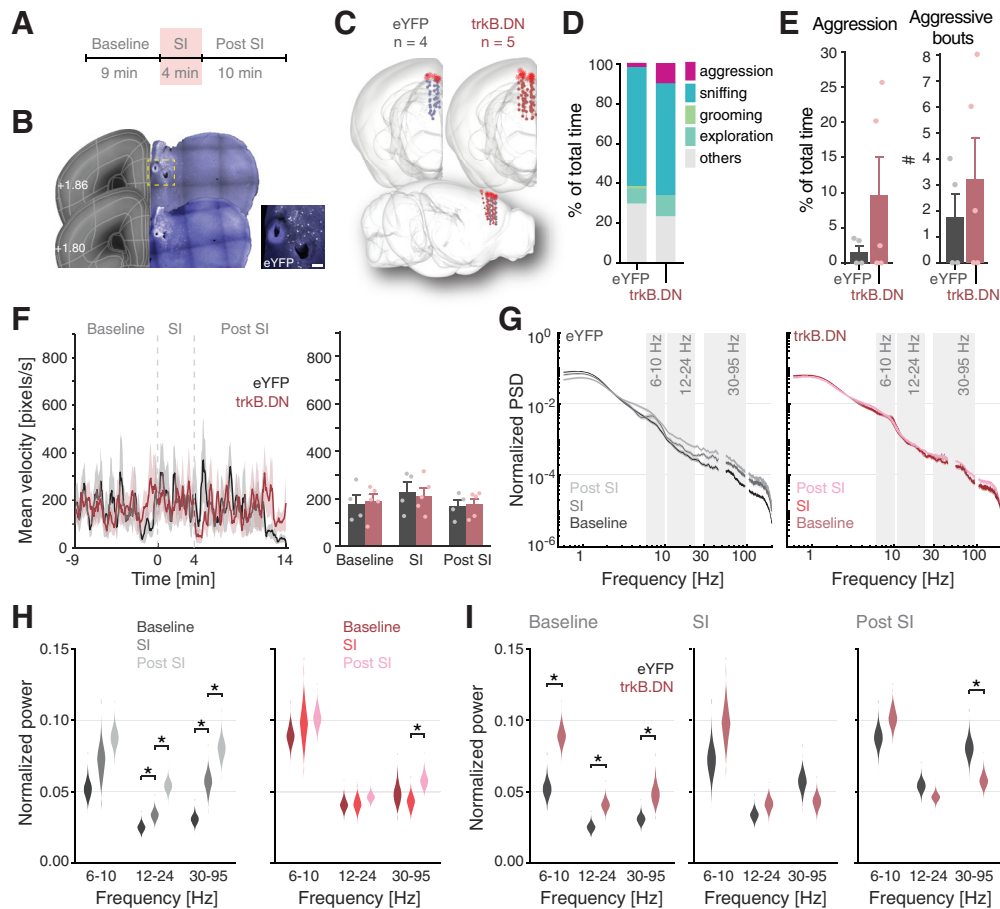 A
Baseline SI Post SI
9 min 4 min 10 min
B
+1.86
+1.80
eYFP
C
eYFP trkB.DN
n = 4 n = 5
D
% of total time
100
80
60
40
20
0
eYFP
trkB.DN
aggression
sniffing
grooming
exploration
others
E
Aggression
% of total time
30
25
20
15
10
5
0
eYFP
trkB.DN
Aggressive
bouts
#
8
7
6
5
4
3
2
1
0
eYFP
trkB.DN
F
Baseline SI Post SI
Mean velocity [pixels/s]
800
600
400
200
0
eYFP
trkB.DN
-9 0 4 14
Time [min]
800
600
400
200
0
Baseline SI Post SI
G
Normalized PSD
10^0
10^-2
10^-4
10^-6
eYFP
6-10 Hz
12-24 Hz
30-95 Hz
Post SI
SI
Baseline
1 10 30 100
Frequency [Hz]
trkB.DN
6-10 Hz
12-24 Hz
30-95 Hz
Post SI
SI
Baseline
1 10 30 100
Frequency [Hz]
H
Normalized power
0.15
0.10
0.05
0.00
Baseline
SI
Post SI
* * * *
6-10 12-24 30-95
Frequency [Hz]
Baseline
SI
Post SI
*
6-10 12-24 30-95
Frequency [Hz]
I
Baseline SI Post SI
Normalized power
0.15
0.10
0.05
0.00
eYFP
trkB.DN
* * *
6-10 12-24 30-95
Frequency [Hz]
6-10 12-24 30-95
Frequency [Hz]
*
6-10 12-24 30-95
Frequency [Hz]